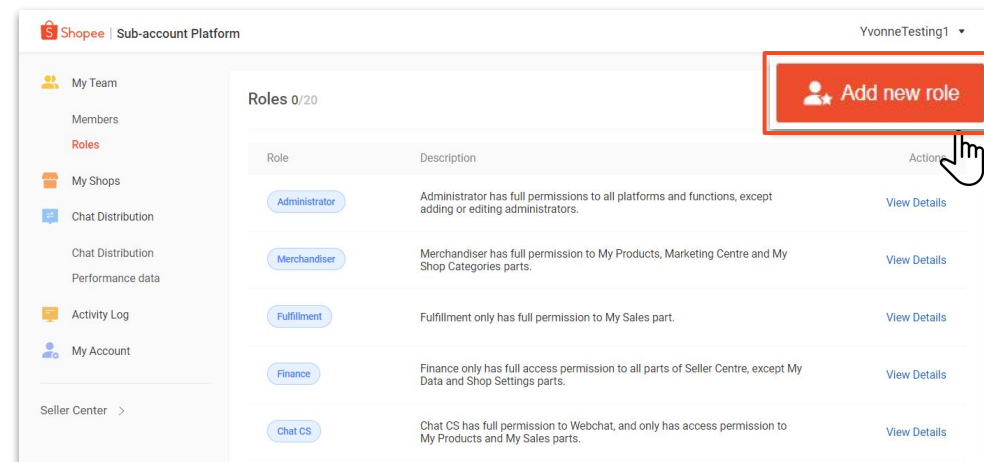 Shopee | Sub-account Platform
YvonneTesting1
My Team
Members
Roles
My Shops
Chat Distribution
Chat Distribution
Performance data
Activity Log
My Account
Seller Center >
Roles 0/20
Add new role
Role Description Actions
Administrator
Administrator has full permissions to all platforms and functions, except
adding or editing administrators.
View Details
Merchandiser
Merchandiser has full permission to My Products, Marketing Centre and My
Shop Categories parts.
View Details
Fulfillment
Fulfillment only has full permission to My Sales part.
View Details
Finance
Finance only has full access permission to all parts of Seller Centre, except My
Data and Shop Settings parts.
View Details
Chat CS
Chat CS has full permission to Webchat, and only has access permission to
My Products and My Sales parts.
View Details